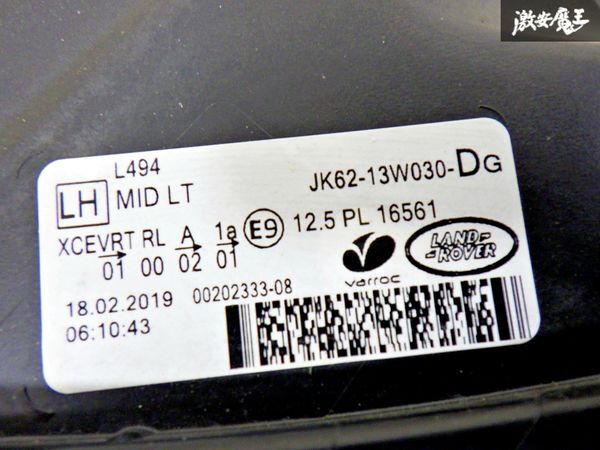 激安魔王
L494
LH MID LT
JK62-13W030-DG
XCEVRT RL A 1a E9 12.5 PL 16561
01 00 02 01
varroc
LAND-
-ROVER
18.02.2019 00202333-08
06:10:43